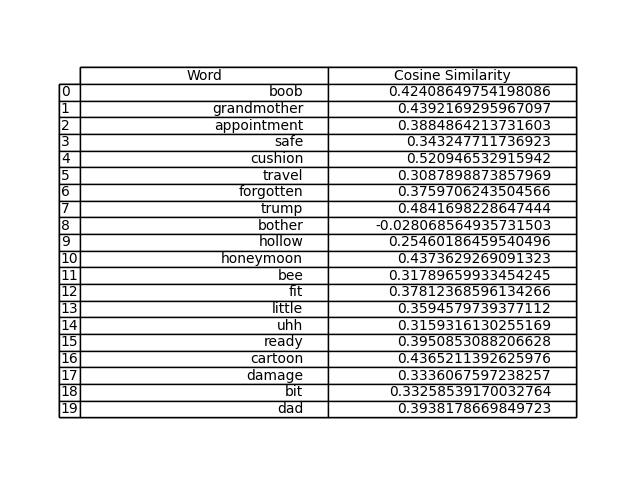 Word Cosine Similarity
0 boob 0.42408649754198086
1 grandmother 0.4392169295967097
2 appointment 0.3884864213731603
3 safe 0.343247711736923
4 cushion 0.520946532915942
5 travel 0.3087898873857969
6 forgotten 0.3759706243504566
7 trump 0.4841698228647444
8 bother -0.028068564935731503
9 hollow 0.25460186459540496
10 honeymoon 0.4373629269091323
11 bee 0.31789659933454245
12 fit 0.37812368596134266
13 little 0.3594579739377112
14 uhh 0.3159316130255169
15 ready 0.3950853088206628
16 cartoon 0.4365211392625976
17 damage 0.3336067597238257
18 bit 0.33258539170032764
19 dad 0.3938178669849723